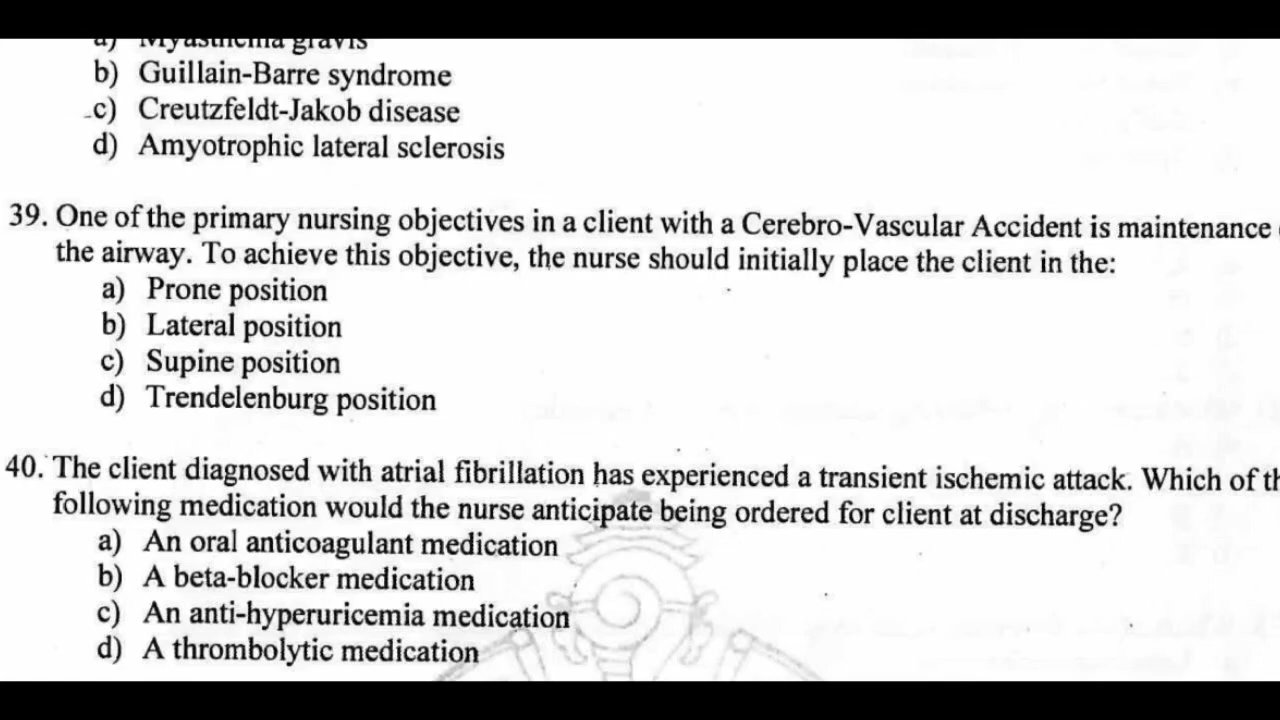 a) Myasthenia gravis
b) Guillain-Barre syndrome
c) Creutzfeldt-Jakob disease
d) Amyotrophic lateral sclerosis
39. One of the primary nursing objectives in a client with a Cerebro-Vascular Accident is maintenance
the airway. To achieve this objective, the nurse should initially place the client in the:
a) Prone position
b) Lateral position
c) Supine position
d) Trendelenburg position
40. The client diagnosed with atrial fibrillation has experienced a transient ischemic attack. Which of th
following medication would the nurse anticipate being ordered for client at discharge?
a) An oral anticoagulant medication
b) A beta-blocker medication
c) An anti-hyperuricemia medication
d) A thrombolytic medication